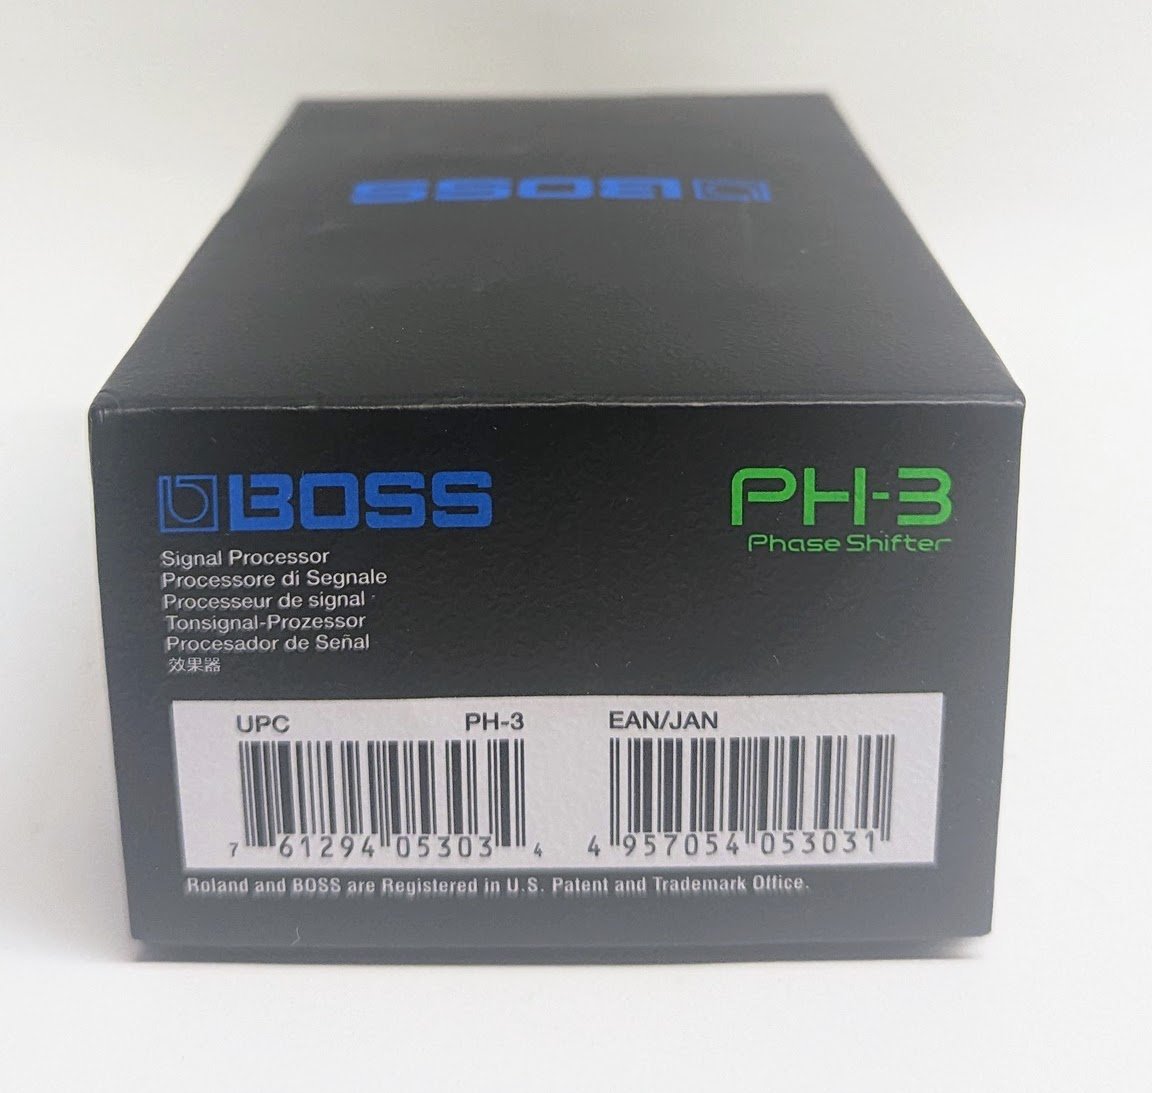 BOSS
BOSS
PH-3
Phase Shifter
Signal Processor
Processore di Segnale
Processeur de signal
Tonsignal-Prozessor
Procesador de Señal
效果器
UPC PH-3
7 61294 05303 4
EAN/JAN
4 957054 053031
Roland and BOSS are Registered in U.S. Patent and Trademark Office.